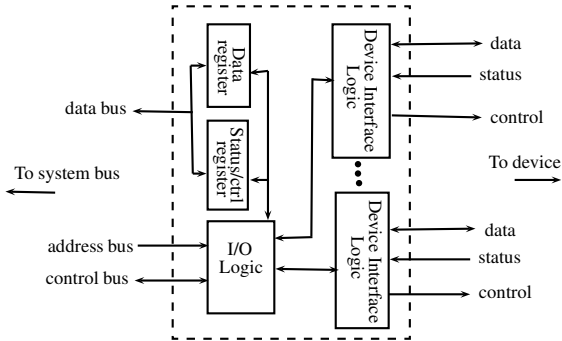 Data
register
Status/ctrl
register
I/O
Logic
Device Interface
Logic
Device Interface
Logic
data bus
To system bus
address bus
control bus
data
status
control
To device
data
status
control